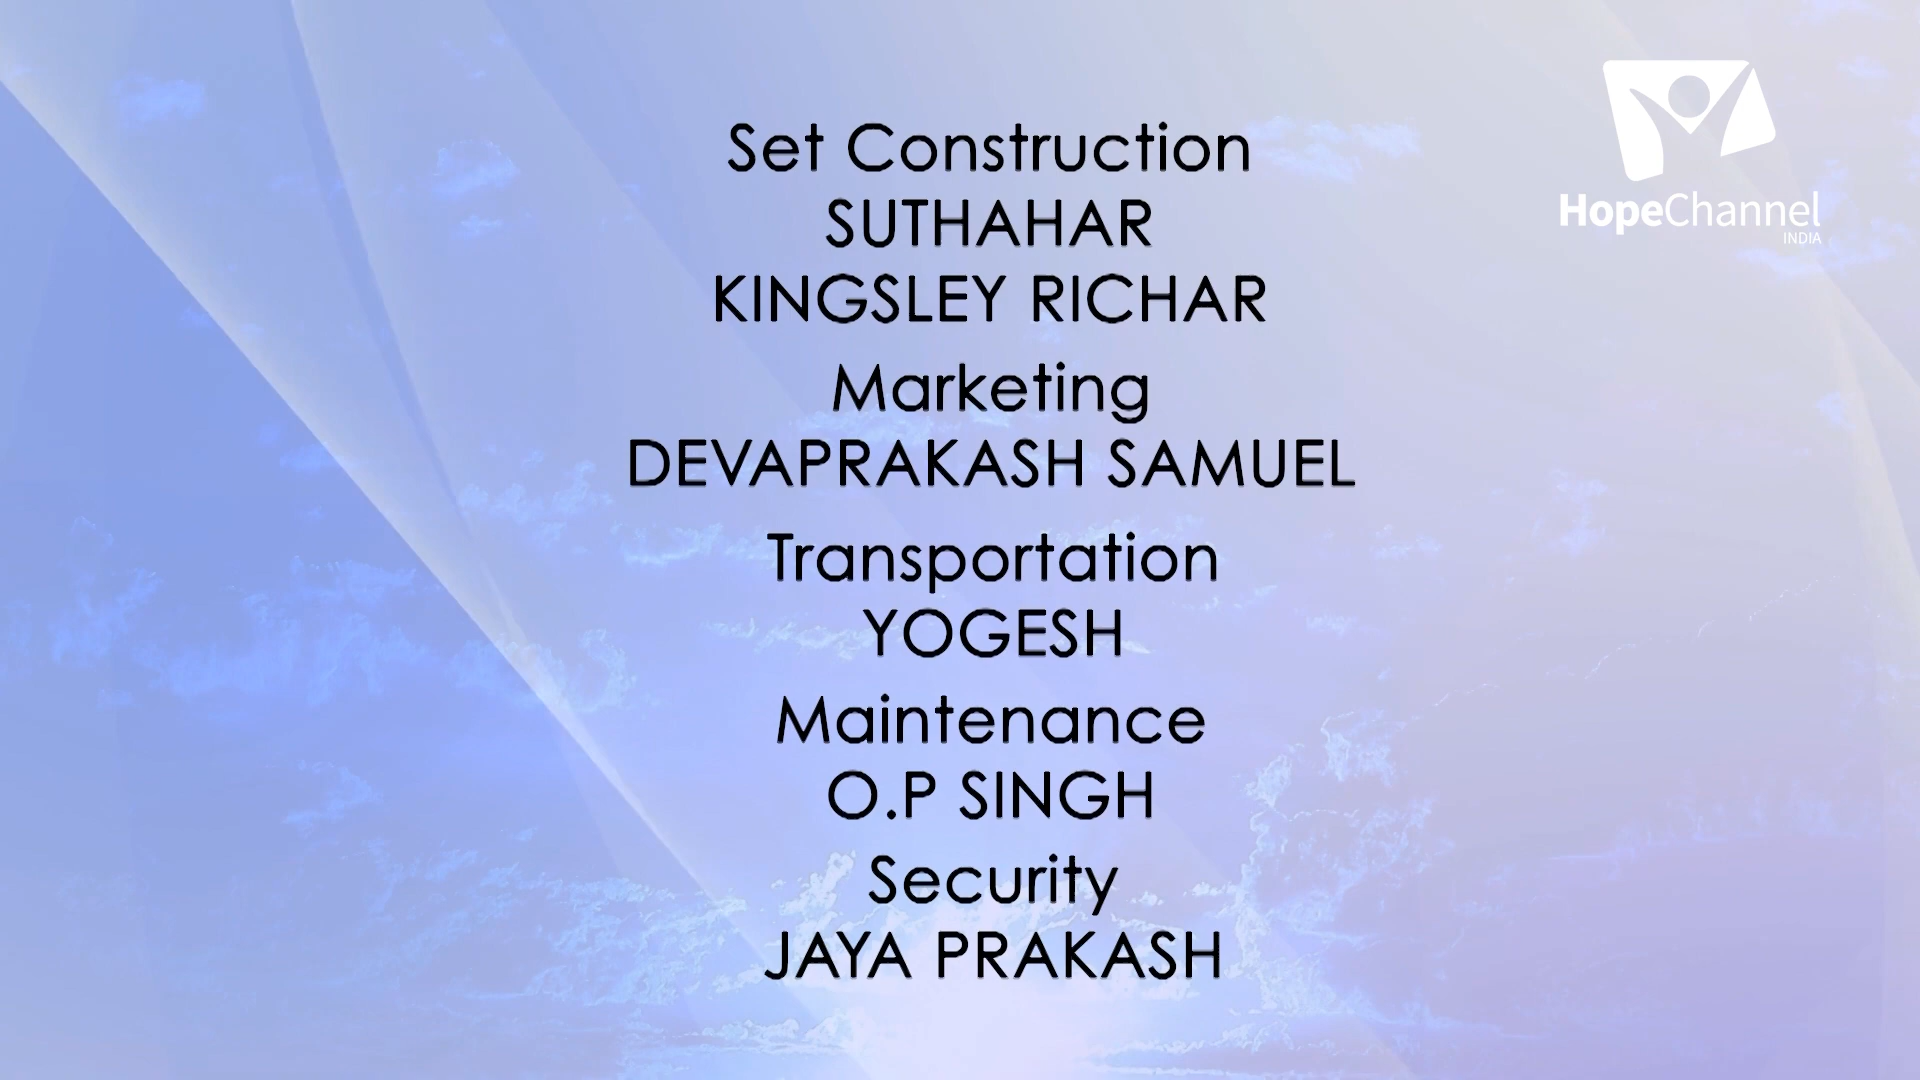 Set Construction
SUTHAHAR
KINGSLEY RICHAR
Marketing
DEVAPRAKASH SAMUEL
Transportation
YOGESH
Maintenance
O.P SINGH
Security
JAYA PRAKASH
HopeChannel
INDIA